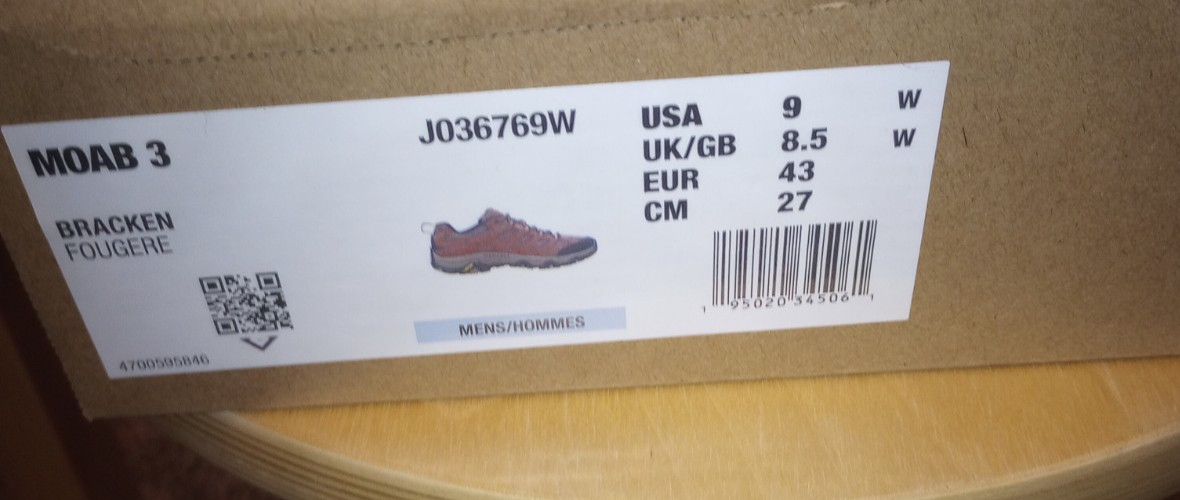 MOAB 3
BRACKEN
FOUGERE
4700595846
J036769W
MENS/HOMMES
USA 9 W
UK/GB 8.5 W
EUR 43
CM 27
1 95020 34506 1